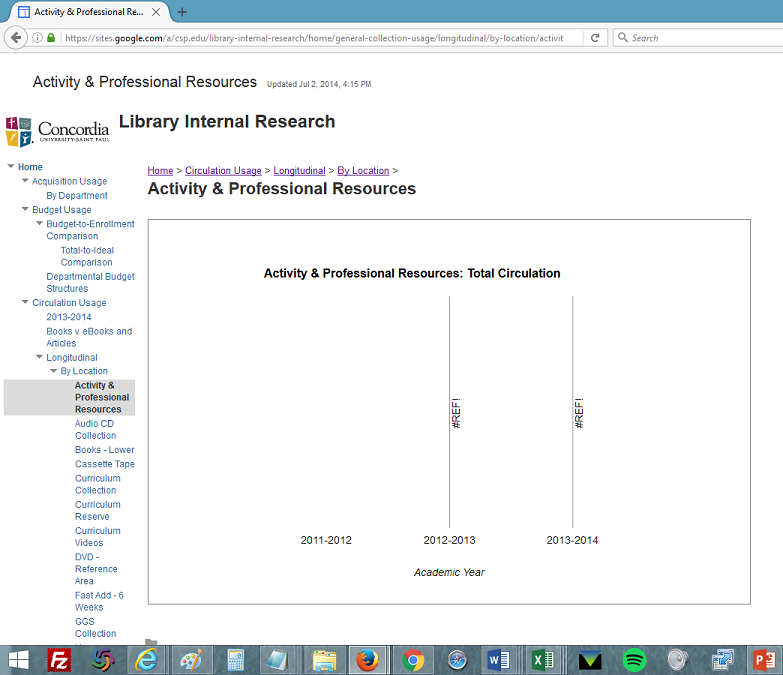 Activity & Professional Re...
https://sites.google.com/a/csp.edu/library-internal-research/home/general-collection-usage/longitudinal/by-location/activit
Search
Activity & Professional Resources Updated Jul 2, 2014, 4:15 PM
Concordia
UNIVERSITY·SAINT PAUL
Library Internal Research
Home
Acquisition Usage
By Department
Budget Usage
Budget-to-Enrollment
Comparison
Total-to-Ideal
Comparison
Departmental Budget
Structures
Circulation Usage
2013-2014
Books v. eBooks and
Articles
Longitudinal
By Location
Activity &
Professional
Resources
Audio CD
Collection
Books - Lower
Cassette Tape
Curriculum
Collection
Curriculum
Reserve
Curriculum
Videos
DVD -
Reference
Area
Fast Add - 6
Weeks
GGS
Collection
Home > Circulation Usage > Longitudinal > By Location >
Activity & Professional Resources
Activity & Professional Resources: Total Circulation
#REF!
#REF!
2011-2012 2012-2013 2013-2014
Academic Year